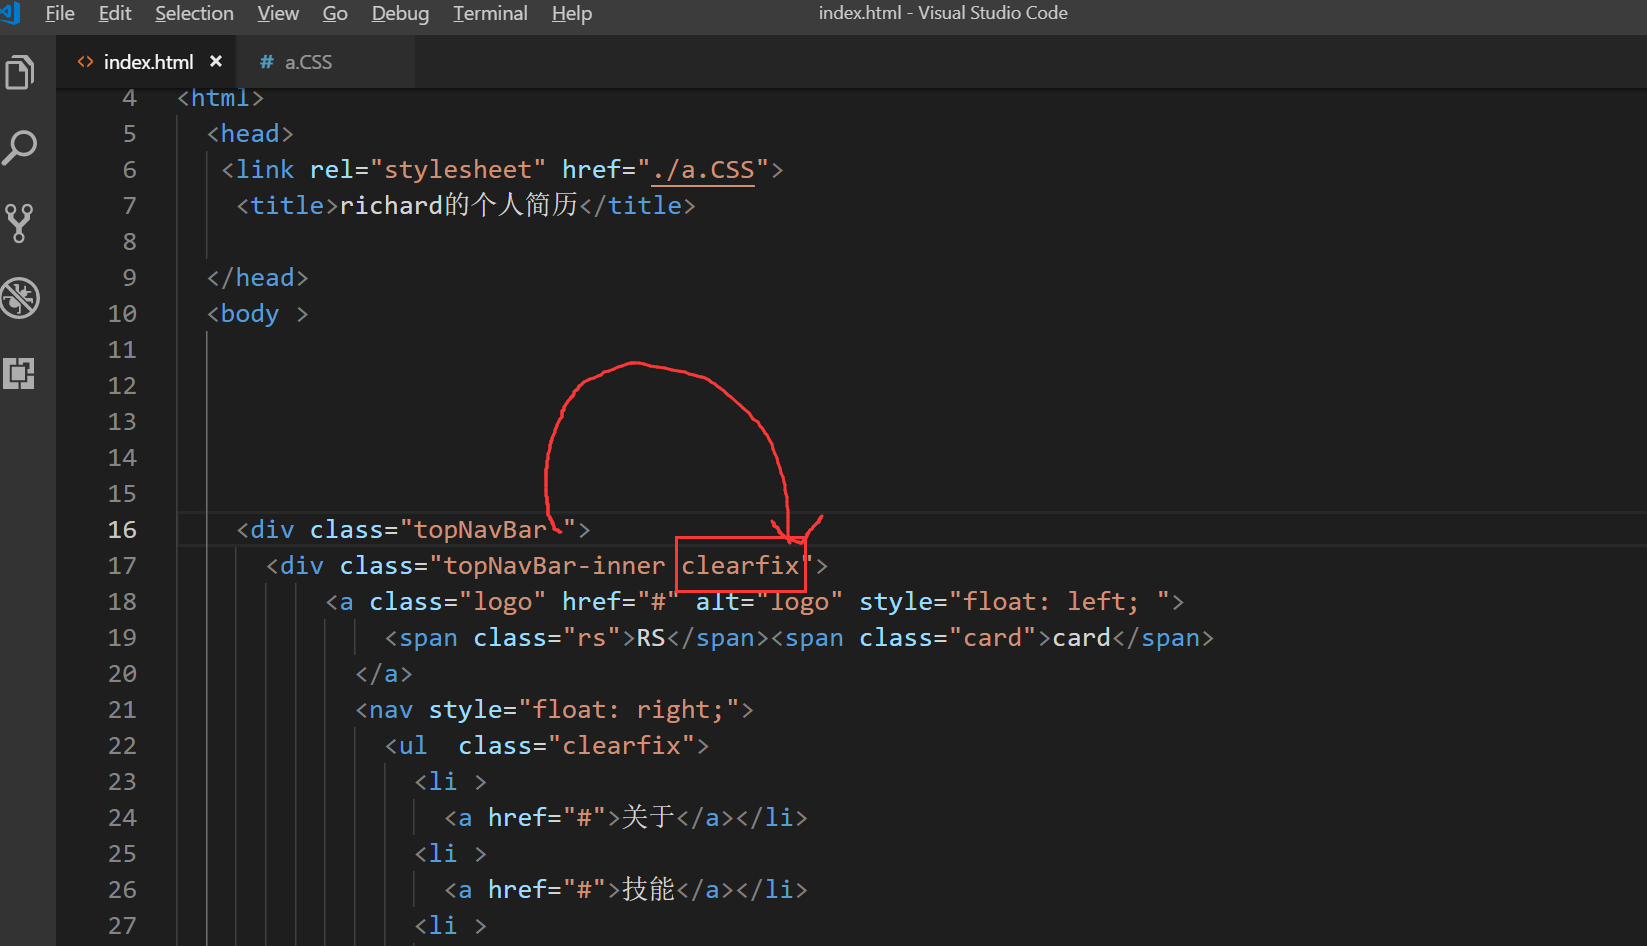 File Edit Selection View Go Debug Terminal Help index.html - Visual Studio Code
<> index.html × # a.CSS
4 <html>
5 <head>
6 <link rel="stylesheet" href="./a.CSS">
7 <title>richard的个人简历</title>
8
9 </head>
10 <body >
11
12
13
14
15
16 <div class="topNavBar ">
17 <div class="topNavBar-inner clearfix">
18 <a class="logo" href="#" alt="logo" style="float: left; ">
19 <span class="rs">RS</span><span class="card">card</span>
20 </a>
21 <nav style="float: right;">
22 <ul  class="clearfix">
23 <li >
24 <a href="#">关于</a></li>
25 <li >
26 <a href="#">技能</a></li>
27 <li >